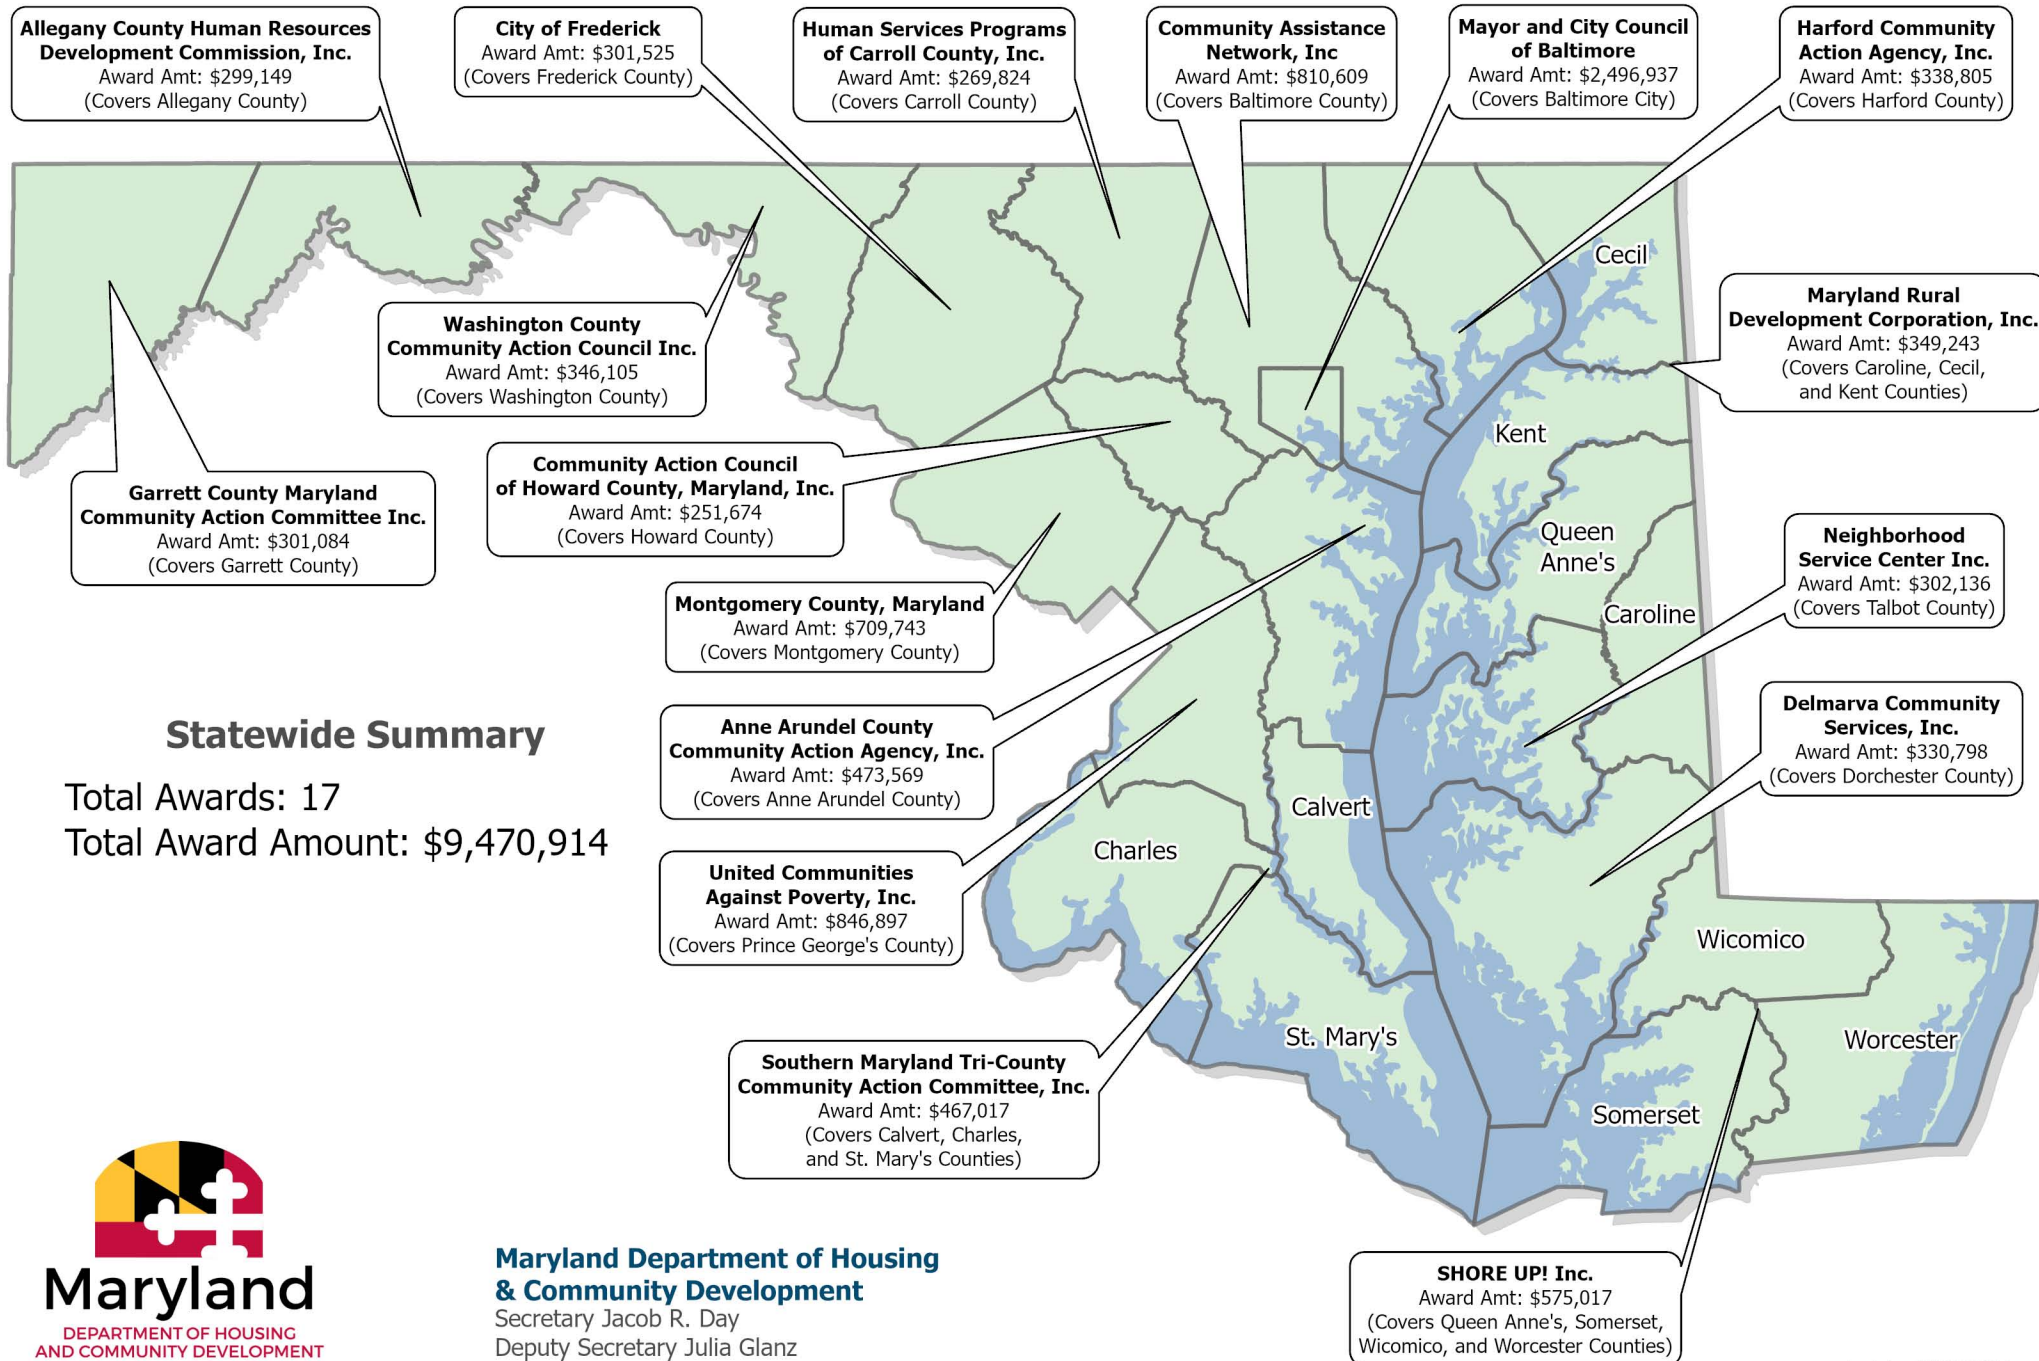 Allegany County Human Resources
Development Commission, Inc.
Award Amt: $299,149
(Covers Allegany County)
City of Frederick
Award Amt: $301,525
(Covers Frederick County)
Human Services Programs
of Carroll County, Inc.
Award Amt: $269,824
(Covers Carroll County)
Community Assistance
Network, Inc
Award Amt: $810,609
(Covers Baltimore County)
Mayor and City Council
of Baltimore
Award Amt: $2,496,937
(Covers Baltimore City)
Harford Community
Action Agency, Inc.
Award Amt: $338,805
(Covers Harford County)
Cecil
Maryland Rural
Development Corporation, Inc.
Award Amt: $349,243
(Covers Caroline, Cecil,
and Kent Counties)
Washington County
Community Action Council Inc.
Award Amt: $346,105
(Covers Washington County)
Kent
Community Action Council
of Howard County, Maryland, Inc.
Award Amt: $251,674
(Covers Howard County)
Garrett County Maryland
Community Action Committee Inc.
Award Amt: $301,084
(Covers Garrett County)
Queen
Anne's
Neighborhood
Service Center Inc.
Award Amt: $302,136
(Covers Talbot County)
Caroline
Montgomery County, Maryland
Award Amt: $709,743
(Covers Montgomery County)
Anne Arundel County
Community Action Agency, Inc.
Award Amt: $473,569
(Covers Anne Arundel County)
Delmarva Community
Services, Inc.
Award Amt: $330,798
(Covers Dorchester County)
Statewide Summary
Total Awards: 17
Total Award Amount: $9,470,914
Calvert
Charles
United Communities
Against Poverty, Inc.
Award Amt: $846,897
(Covers Prince George's County)
Wicomico
St. Mary's
Worcester
Southern Maryland Tri-County
Community Action Committee, Inc.
Award Amt: $467,017
(Covers Calvert, Charles,
and St. Mary's Counties)
Somerset
Maryland
DEPARTMENT OF HOUSING
AND COMMUNITY DEVELOPMENT
Maryland Department of Housing
& Community Development
Secretary Jacob R. Day
Deputy Secretary Julia Glanz
SHORE UP! Inc.
Award Amt: $575,017
(Covers Queen Anne's, Somerset,
Wicomico, and Worcester Counties)